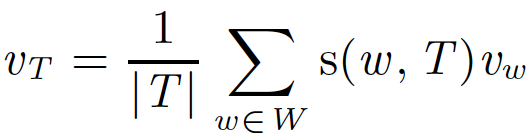 v_T = \frac{1}{|T|} \sum_{w \in W} \mathrm{s}(w, T) v_w